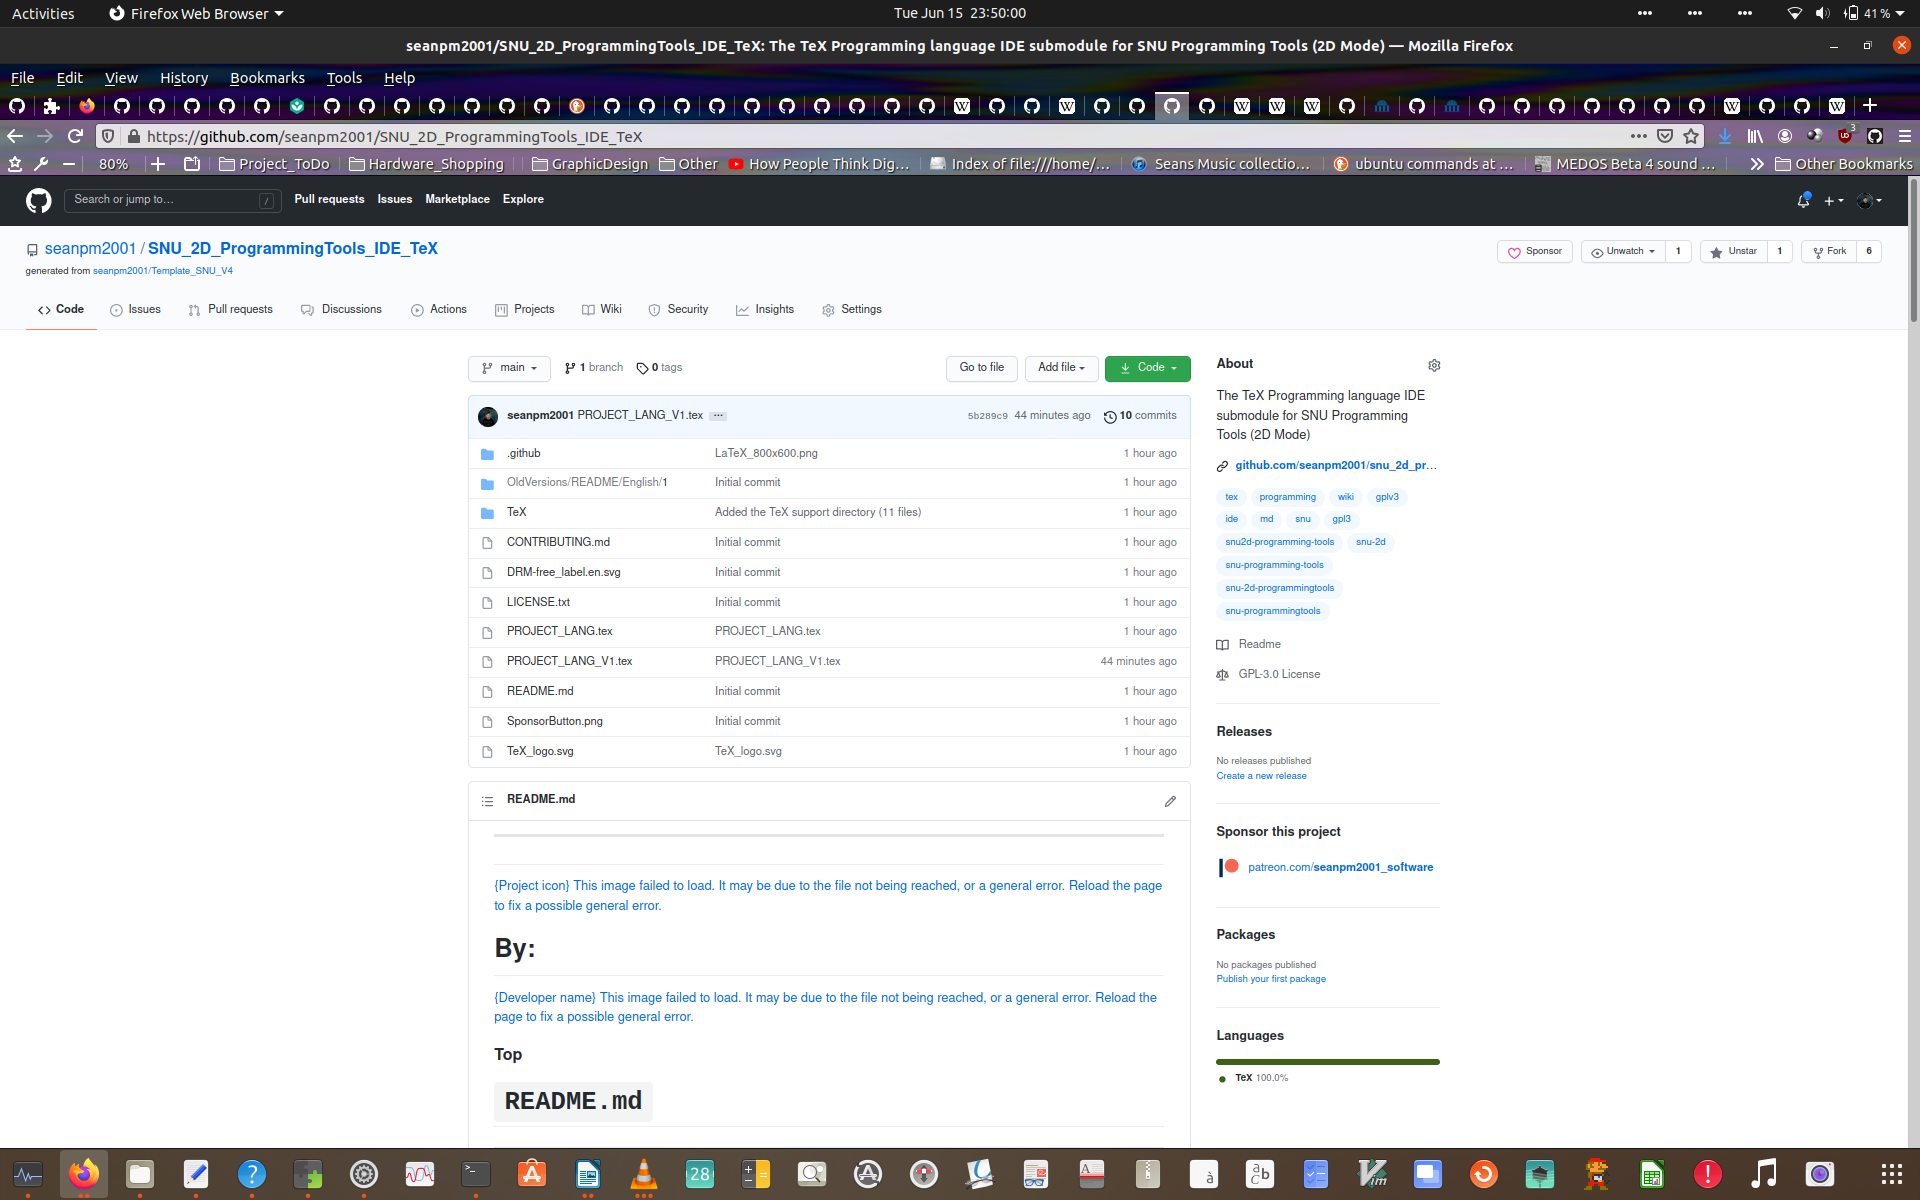 Activities
Firefox Web Browser
Tue Jun 15  23:50:00
41 %
seanpm2001/SNU_2D_ProgrammingTools_IDE_TeX: The TeX Programming language IDE submodule for SNU Programming Tools (2D Mode) — Mozilla Firefox
File Edit View History Bookmarks Tools Help
https://github.com/seanpm2001/SNU_2D_ProgrammingTools_IDE_TeX
3
80%
Project_ToDo
Hardware_Shopping
GraphicDesign
Other
How People Think Dig…
Index of file:///home/…
Seans Music collectio…
ubuntu commands at …
MEDOS Beta 4 sound …
Other Bookmarks
Search or jump to…
/
Pull requests Issues Marketplace Explore
seanpm2001 / SNU_2D_ProgrammingTools_IDE_TeX
generated from seanpm2001/Template_SNU_V4
Sponsor
Unwatch 1
Unstar 1
Fork 6
Code
Issues
Pull requests
Discussions
Actions
Projects
Wiki
Security
Insights
Settings
main
1 branch
0 tags
Go to file
Add file
Code
seanpm2001 PROJECT_LANG_V1.tex
5b289c9 44 minutes ago
10 commits
.github LaTeX_800x600.png 1 hour ago
OldVersions/README/English/1 Initial commit 1 hour ago
TeX Added the TeX support directory (11 files) 1 hour ago
CONTRIBUTING.md Initial commit 1 hour ago
DRM-free_label.en.svg Initial commit 1 hour ago
LICENSE.txt Initial commit 1 hour ago
PROJECT_LANG.tex PROJECT_LANG.tex 1 hour ago
PROJECT_LANG_V1.tex PROJECT_LANG_V1.tex 44 minutes ago
README.md Initial commit 1 hour ago
SponsorButton.png Initial commit 1 hour ago
TeX_logo.svg TeX_logo.svg 1 hour ago
README.md
{Project icon} This image failed to load. It may be due to the file not being reached, or a general error. Reload the page
to fix a possible general error.
By:
{Developer name} This image failed to load. It may be due to the file not being reached, or a general error. Reload the
page to fix a possible general error.
Top
README.md
About
The TeX Programming language IDE
submodule for SNU Programming
Tools (2D Mode)
github.com/seanpm2001/snu_2d_pr…
tex programming wiki gplv3
ide md snu gpl3
snu2d-programming-tools snu-2d
snu-programming-tools
snu-2d-programmingtools
snu-programmingtools
Readme
GPL-3.0 License
Releases
No releases published
Create a new release
Sponsor this project
patreon.com/seanpm2001_software
Packages
No packages published
Publish your first package
Languages
TeX 100.0%
28